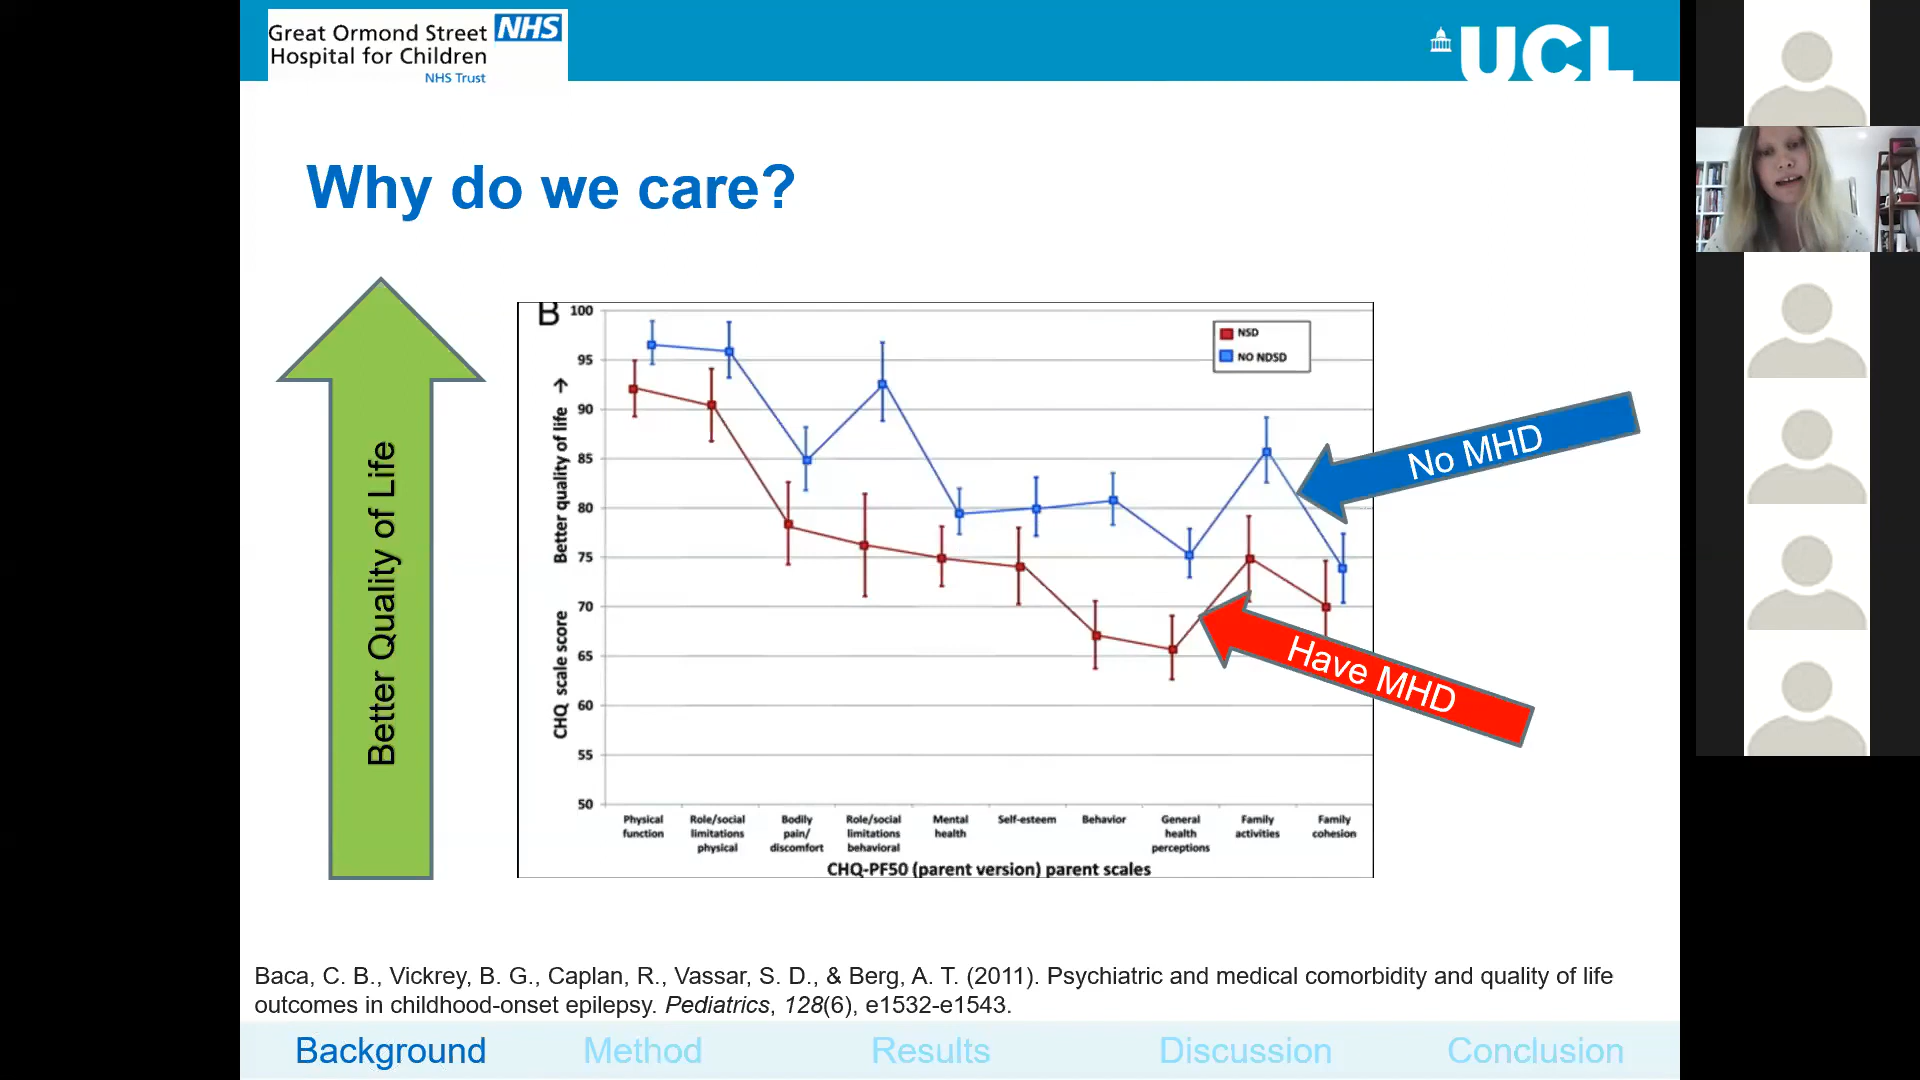 Great Ormond Street NHS
Hospital for Children
NHS Trust
UCL
Why do we care?
Better Quality of Life
B
100
95
90
85
80
75
70
65
60
55
50
CHQ scale score Better quality of life →
NSD
NO NDSD
No MHD
Have MHD
Physical function
Role/social limitations physical
Bodily pain/ discomfort
Role/social limitations behavioral
Mental health
Self-esteem
Behavior
General health perceptions
Family activities
Family cohesion
CHQ-PF50 (parent version) parent scales
Baca, C. B., Vickrey, B. G., Caplan, R., Vassar, S. D., & Berg, A. T. (2011). Psychiatric and medical comorbidity and quality of life
outcomes in childhood-onset epilepsy. Pediatrics, 128(6), e1532-e1543.
Background Method Results Discussion Conclusion